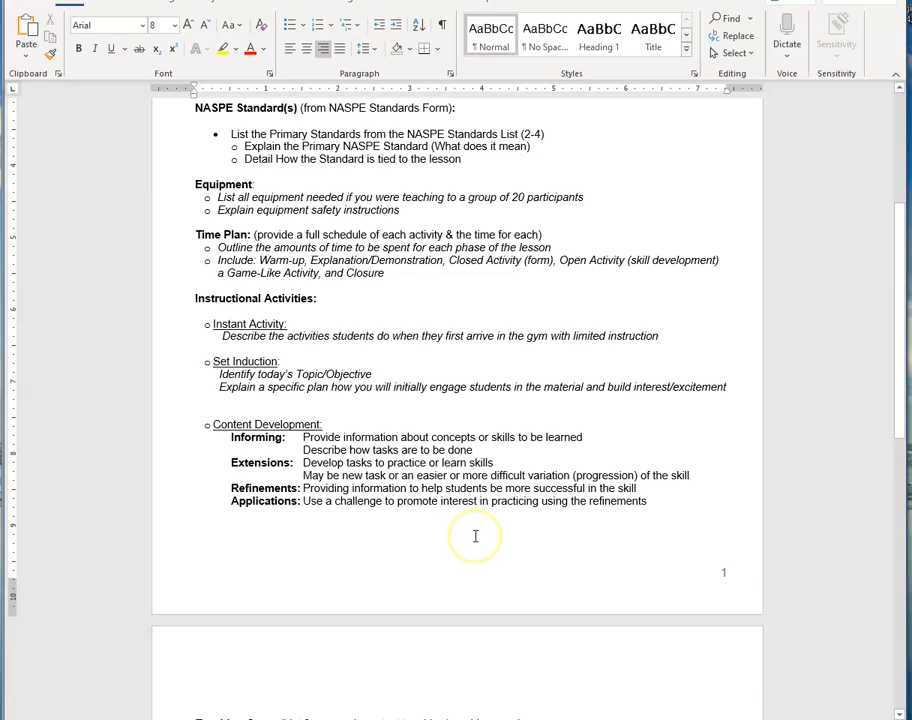 Arial
8
Aa
Find
Replace
Select
Paste
AaBbCc
AaBbCc
AaBbC
AaBbC
¶ Normal
¶ No Spac...
Heading 1
Title
Dictate
Sensitivity
Clipboard
Font
Paragraph
Styles
Editing
Voice
Sensitivity
1 2 3 4 5 6 7
NASPE Standard(s) (from NASPE Standards Form):
• List the Primary Standards from the NASPE Standards List (2-4)
o Explain the Primary NASPE Standard (What does it mean)
o Detail How the Standard is tied to the lesson
Equipment:
o List all equipment needed if you were teaching to a group of 20 participants
o Explain equipment safety instructions
Time Plan: (provide a full schedule of each activity & the time for each)
o Outline the amounts of time to be spent for each phase of the lesson
o Include: Warm-up, Explanation/Demonstration, Closed Activity (form), Open Activity (skill development)
a Game-Like Activity, and Closure
Instructional Activities:
o Instant Activity:
Describe the activities students do when they first arrive in the gym with limited instruction
o Set Induction:
Identify today's Topic/Objective
Explain a specific plan how you will initially engage students in the material and build interest/excitement
o Content Development:
Informing: Provide information about concepts or skills to be learned
Describe how tasks are to be done
Extensions: Develop tasks to practice or learn skills
May be new task or an easier or more difficult variation (progression) of the skill
Refinements: Providing information to help students be more successful in the skill
Applications: Use a challenge to promote interest in practicing using the refinements
1